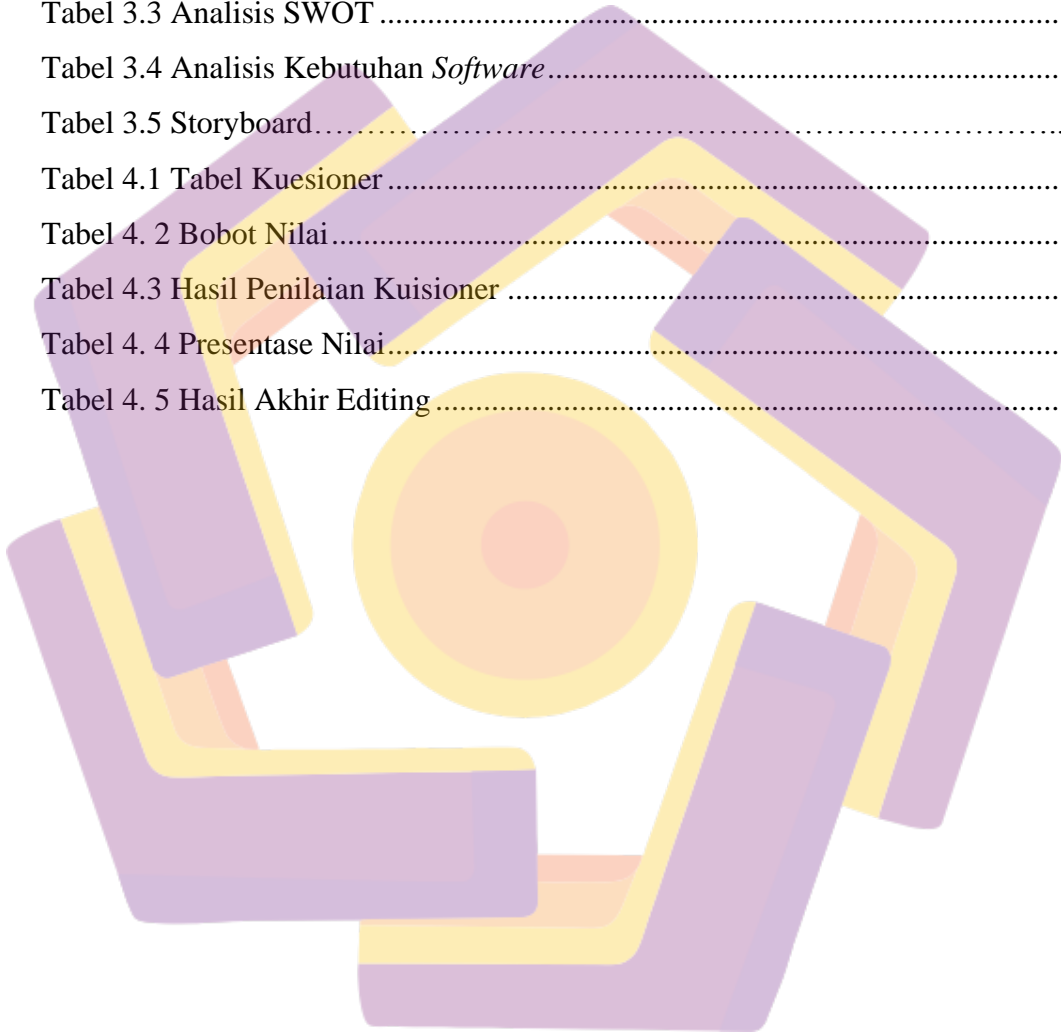 Tabel 3.3 Analisis SWOT ........................................................................................
Tabel 3.4 Analisis Kebutuhan Software..................................................................
Tabel 3.5 Storyboard……………………………………………………………...
Tabel 4.1 Tabel Kuesioner ......................................................................................
Tabel 4. 2 Bobot Nilai.............................................................................................
Tabel 4.3 Hasil Penilaian Kuisioner .......................................................................
Tabel 4. 4 Presentase Nilai......................................................................................
Tabel 4. 5 Hasil Akhir Editing................................................................................